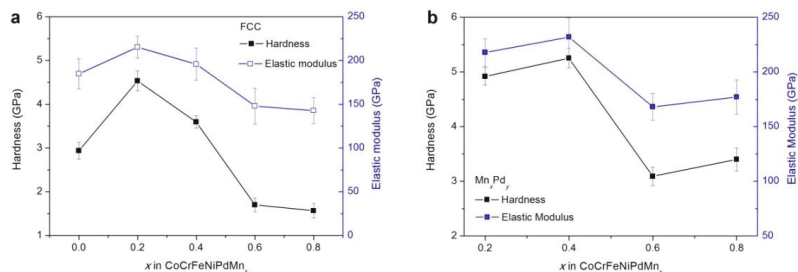 a
FCC
Hardness
Elastic modulus
Hardness (GPa)
6
5
4
3
2
1
Elastic modulus (GPa)
250
200
150
100
50
0
0.0 0.2 0.4 0.6 0.8
x in CoCrFeNiPdMnₓ
b
MnₓPdᵧ
Hardness
Elastic Modulus
Hardness (GPa)
6
5
4
3
2
Elastic Modulus (GPa)
250
200
150
100
50
0.2 0.4 0.6 0.8
x in CoCrFeNiPdMnₓ